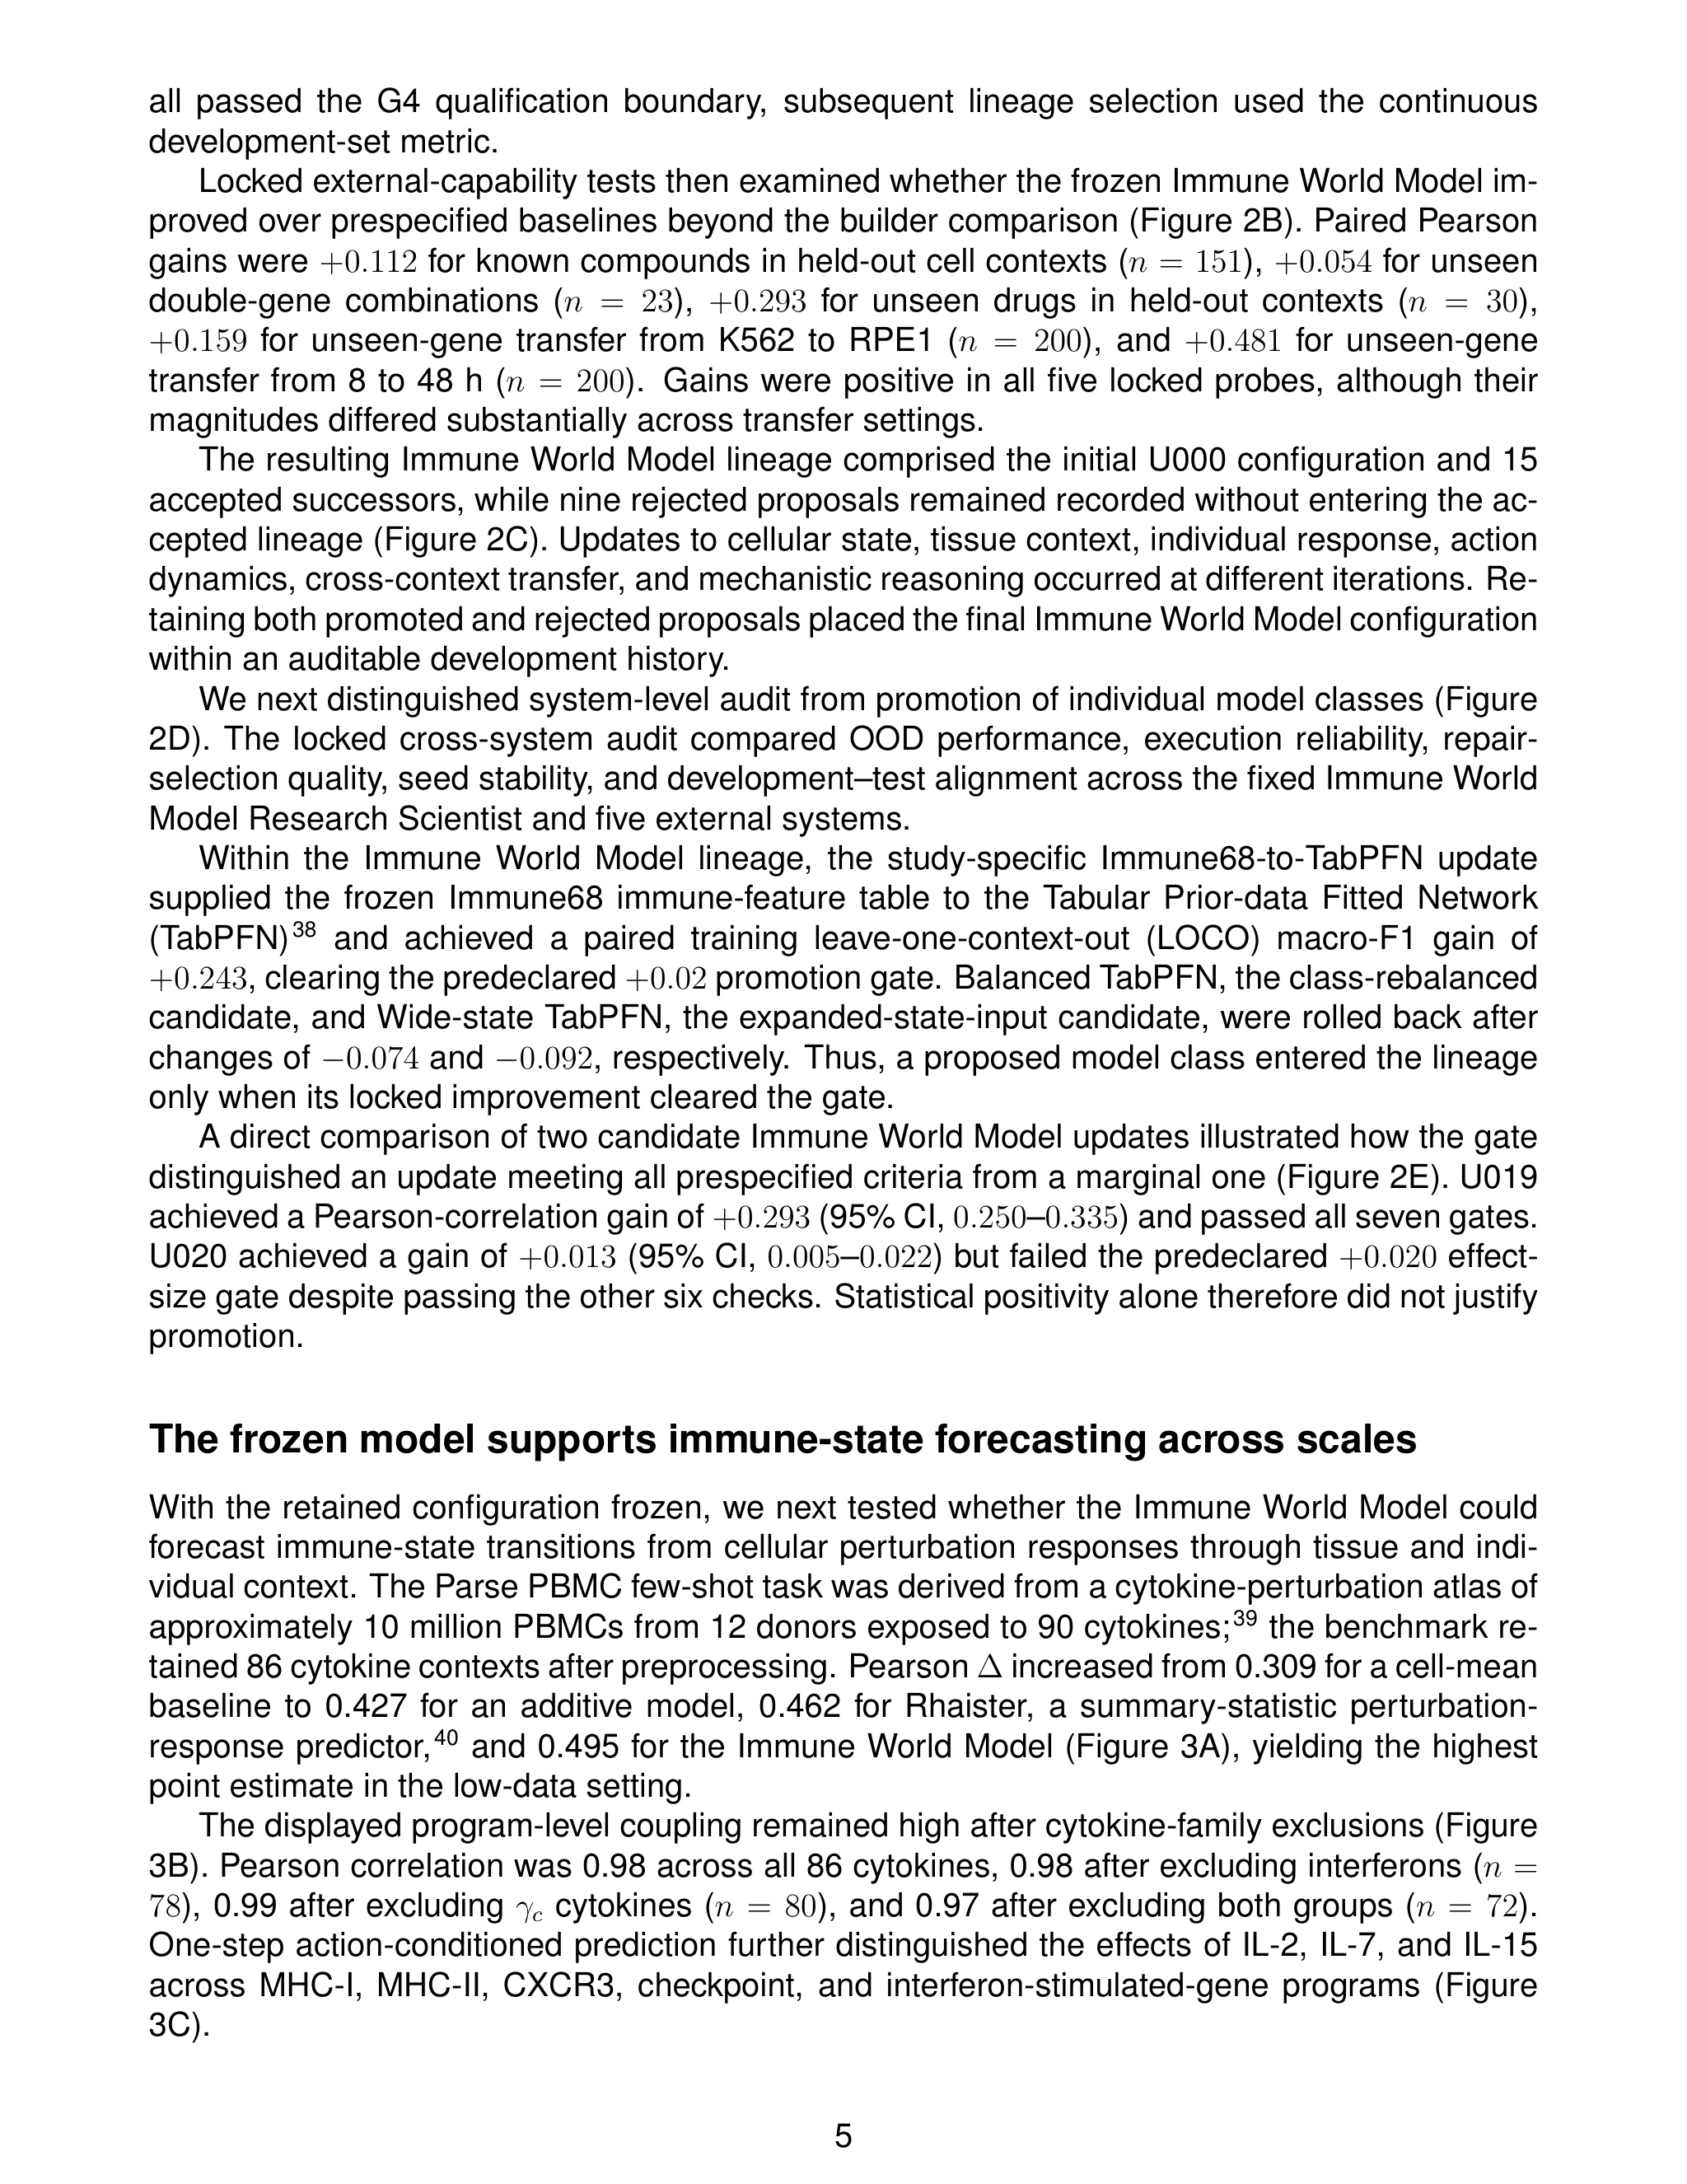 all passed the G4 qualification boundary, subsequent lineage selection used the continuous
development-set metric.
Locked external-capability tests then examined whether the frozen Immune World Model im-
proved over prespecified baselines beyond the builder comparison (Figure 2B). Paired Pearson
gains were +0.112 for known compounds in held-out cell contexts (n = 151), +0.054 for unseen
double-gene combinations (n = 23), +0.293 for unseen drugs in held-out contexts (n = 30),
+0.159 for unseen-gene transfer from K562 to RPE1 (n = 200), and +0.481 for unseen-gene
transfer from 8 to 48 h (n = 200). Gains were positive in all five locked probes, although their
magnitudes differed substantially across transfer settings.
The resulting Immune World Model lineage comprised the initial U000 configuration and 15
accepted successors, while nine rejected proposals remained recorded without entering the ac-
cepted lineage (Figure 2C). Updates to cellular state, tissue context, individual response, action
dynamics, cross-context transfer, and mechanistic reasoning occurred at different iterations. Re-
taining both promoted and rejected proposals placed the final Immune World Model configuration
within an auditable development history.
We next distinguished system-level audit from promotion of individual model classes (Figure
2D). The locked cross-system audit compared OOD performance, execution reliability, repair-
selection quality, seed stability, and development–test alignment across the fixed Immune World
Model Research Scientist and five external systems.
Within the Immune World Model lineage, the study-specific Immune68-to-TabPFN update
supplied the frozen Immune68 immune-feature table to the Tabular Prior-data Fitted Network
(TabPFN)38 and achieved a paired training leave-one-context-out (LOCO) macro-F1 gain of
+0.243, clearing the predeclared +0.02 promotion gate. Balanced TabPFN, the class-rebalanced
candidate, and Wide-state TabPFN, the expanded-state-input candidate, were rolled back after
changes of −0.074 and −0.092, respectively. Thus, a proposed model class entered the lineage
only when its locked improvement cleared the gate.
A direct comparison of two candidate Immune World Model updates illustrated how the gate
distinguished an update meeting all prespecified criteria from a marginal one (Figure 2E). U019
achieved a Pearson-correlation gain of +0.293 (95% CI, 0.250–0.335) and passed all seven gates.
U020 achieved a gain of +0.013 (95% CI, 0.005–0.022) but failed the predeclared +0.020 effect-
size gate despite passing the other six checks. Statistical positivity alone therefore did not justify
promotion.
The frozen model supports immune-state forecasting across scales
With the retained configuration frozen, we next tested whether the Immune World Model could
forecast immune-state transitions from cellular perturbation responses through tissue and indi-
vidual context. The Parse PBMC few-shot task was derived from a cytokine-perturbation atlas of
approximately 10 million PBMCs from 12 donors exposed to 90 cytokines;39 the benchmark re-
tained 86 cytokine contexts after preprocessing. Pearson Δ increased from 0.309 for a cell-mean
baseline to 0.427 for an additive model, 0.462 for Rhaister, a summary-statistic perturbation-
response predictor,40 and 0.495 for the Immune World Model (Figure 3A), yielding the highest
point estimate in the low-data setting.
The displayed program-level coupling remained high after cytokine-family exclusions (Figure
3B). Pearson correlation was 0.98 across all 86 cytokines, 0.98 after excluding interferons (n =
78), 0.99 after excluding γc cytokines (n = 80), and 0.97 after excluding both groups (n = 72).
One-step action-conditioned prediction further distinguished the effects of IL-2, IL-7, and IL-15
across MHC-I, MHC-II, CXCR3, checkpoint, and interferon-stimulated-gene programs (Figure
3C).
5